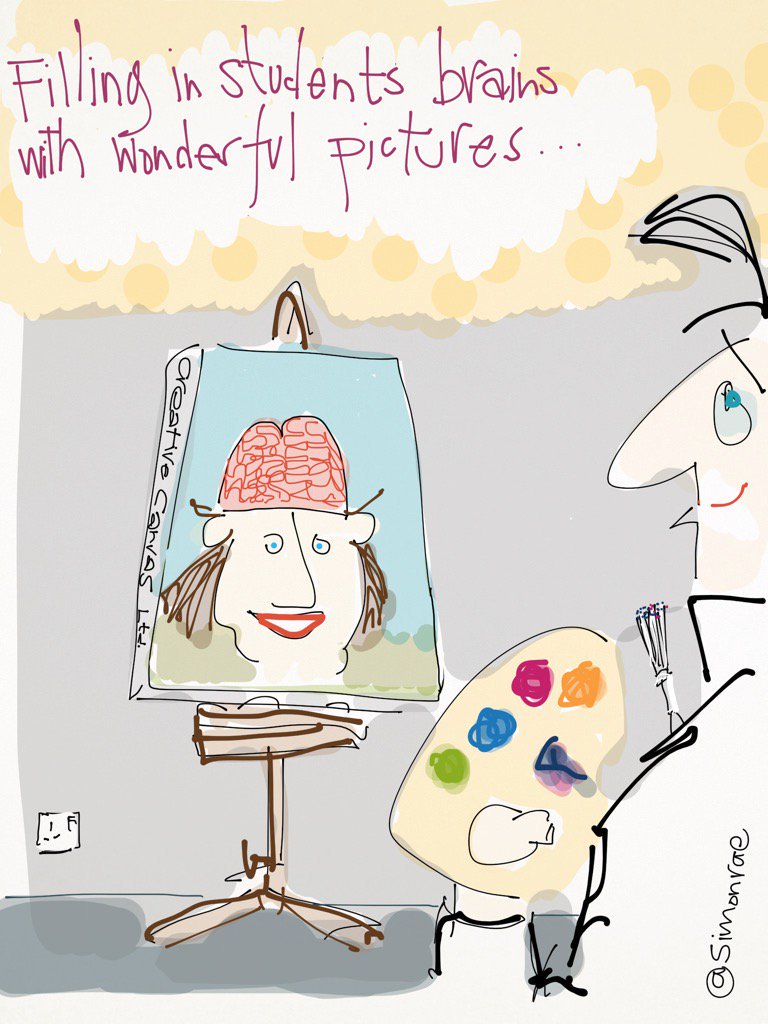 Filling in students brains
with wonderful pictures...
Creative Canvas Ltd.
@Simonrae